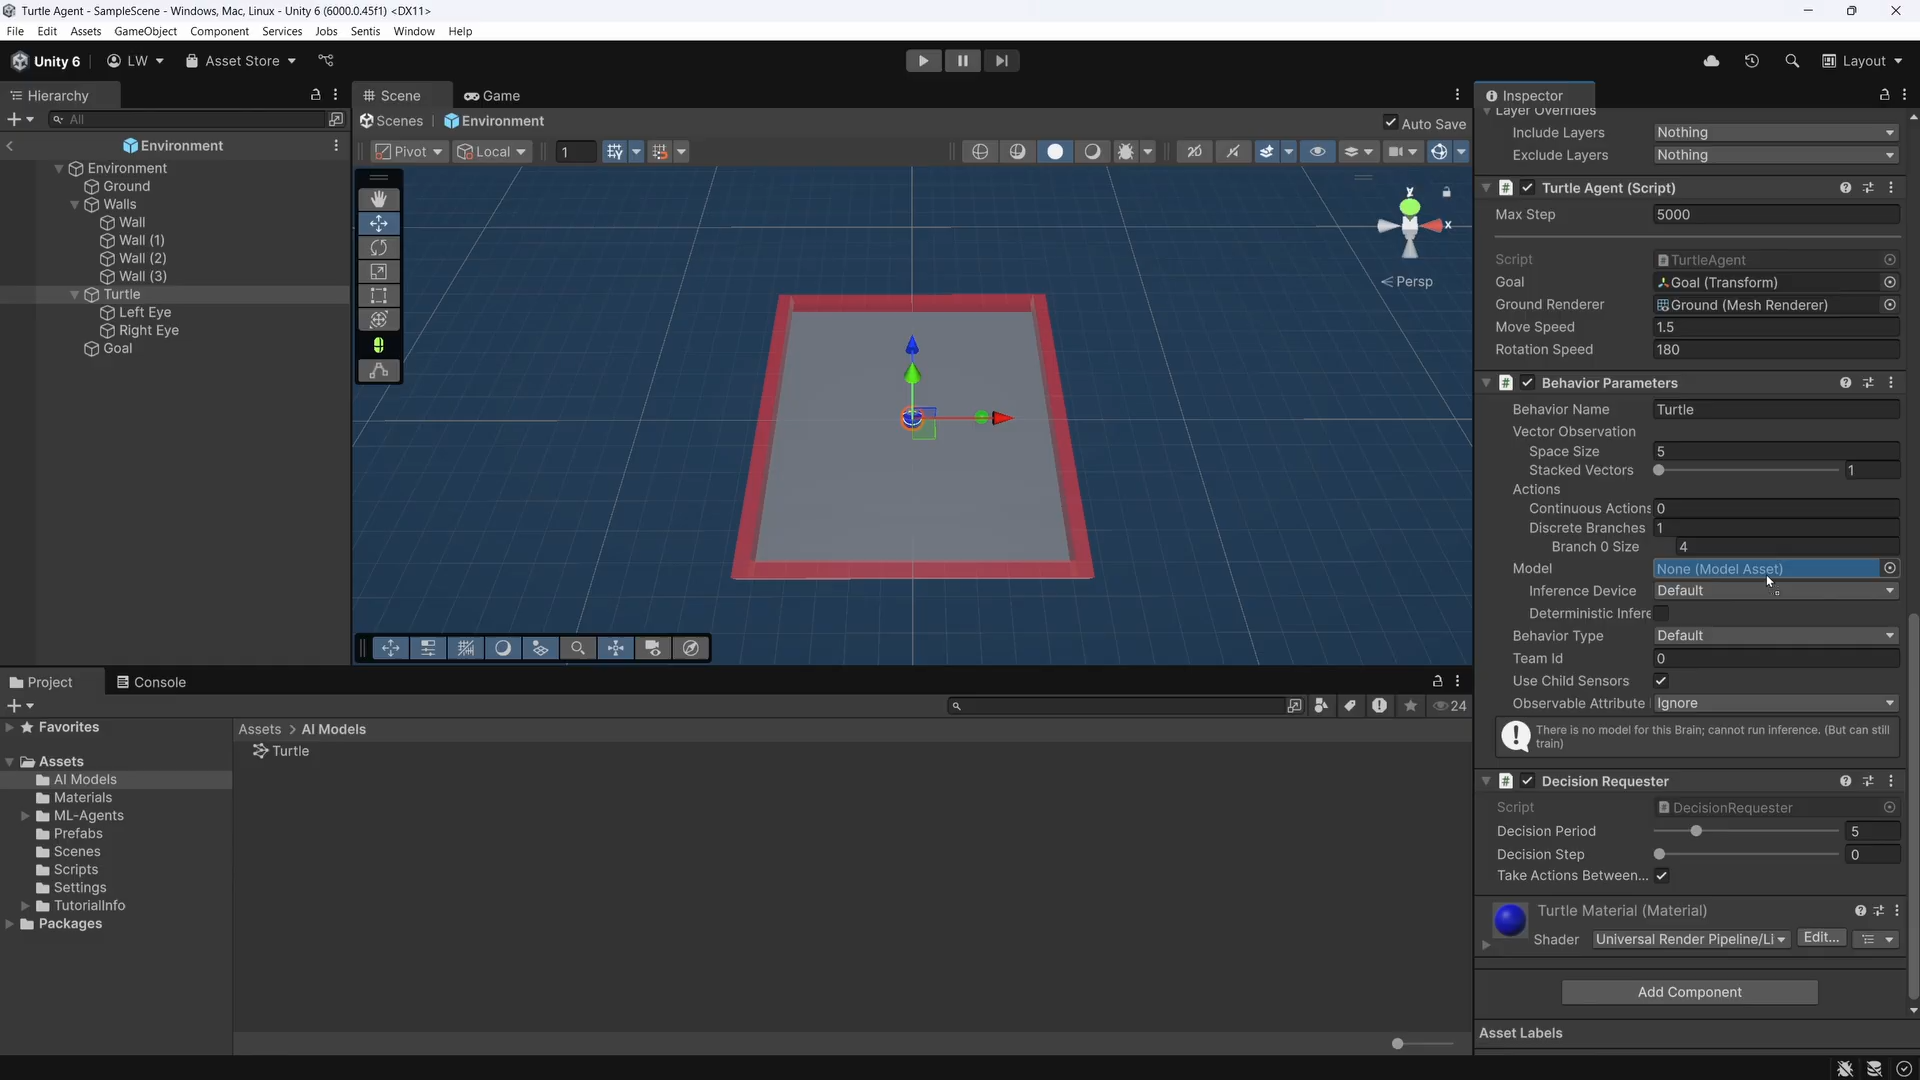 Turtle Agent - SampleScene - Windows, Mac, Linux - Unity 6 (6000.0.45f1) <DX11>
File Edit Assets GameObject Component Services Jobs Sentis Window Help
Unity 6 LW Asset Store Layout
Hierarchy
All
Environment
Environment
Ground
Walls
Wall
Wall (1)
Wall (2)
Wall (3)
Turtle
Left Eye
Right Eye
Goal
Scene Game
Scenes Environment Auto Save
Pivot Local 1 2D
y
x
Persp
Inspector
Layer Overrides
Include Layers Nothing
Exclude Layers Nothing
Turtle Agent (Script)
Max Step 5000
Script TurtleAgent
Goal Goal (Transform)
Ground Renderer Ground (Mesh Renderer)
Move Speed 1.5
Rotation Speed 180
Behavior Parameters
Behavior Name Turtle
Vector Observation
Space Size 5
Stacked Vectors 1
Actions
Continuous Actions 0
Discrete Branches 1
Branch 0 Size 4
Model None (Model Asset)
Inference Device Default
Deterministic Infere
Behavior Type Default
Team Id 0
Use Child Sensors
Observable Attribute Ignore
There is no model for this Brain; cannot run inference. (But can still
train)
Decision Requester
Script DecisionRequester
Decision Period 5
Decision Step 0
Take Actions Between...
Turtle Material (Material)
Shader Universal Render Pipeline/Li Edit...
Add Component
Asset Labels
Project Console
24
Favorites
Assets
AI Models
Materials
ML-Agents
Prefabs
Scenes
Scripts
Settings
TutorialInfo
Packages
Assets > AI Models
Turtle